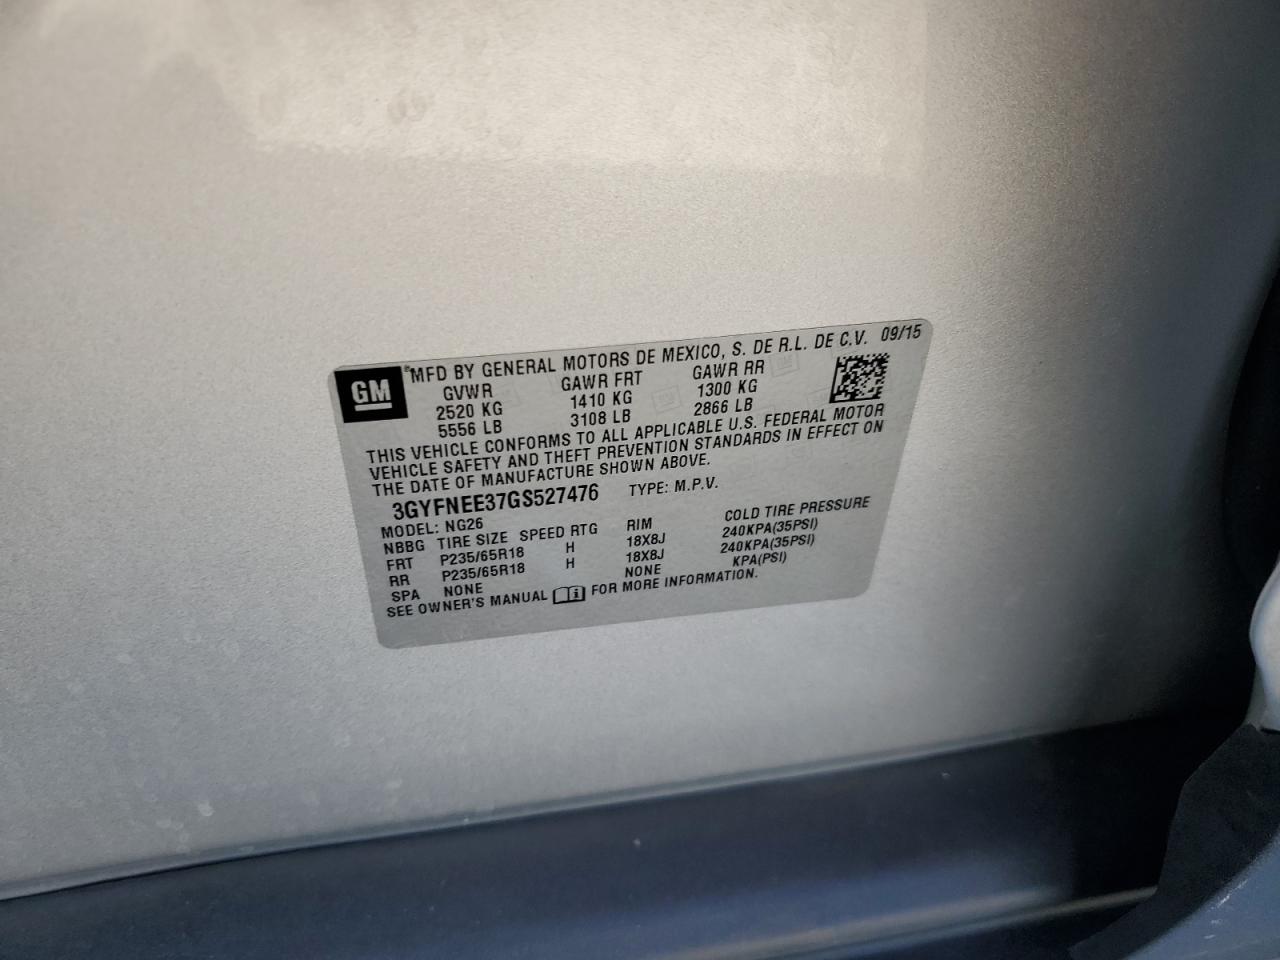 GM
® MFD BY GENERAL MOTORS DE MEXICO, S. DE R.L. DE C.V. 09/15
GVWR GAWR FRT GAWR RR
2520 KG 1410 KG 1300 KG
5556 LB 3108 LB 2866 LB
THIS VEHICLE CONFORMS TO ALL APPLICABLE U.S. FEDERAL MOTOR
VEHICLE SAFETY AND THEFT PREVENTION STANDARDS IN EFFECT ON
THE DATE OF MANUFACTURE SHOWN ABOVE.
3GYFNEE37GS527476 TYPE: M.P.V.
MODEL: NG26
NBBG TIRE SIZE SPEED RTG RIM COLD TIRE PRESSURE
FRT P235/65R18 H 18X8J 240KPA(35PSI)
RR P235/65R18 H 18X8J 240KPA(35PSI)
SPA NONE NONE KPA(PSI)
SEE OWNER'S MANUAL FOR MORE INFORMATION.